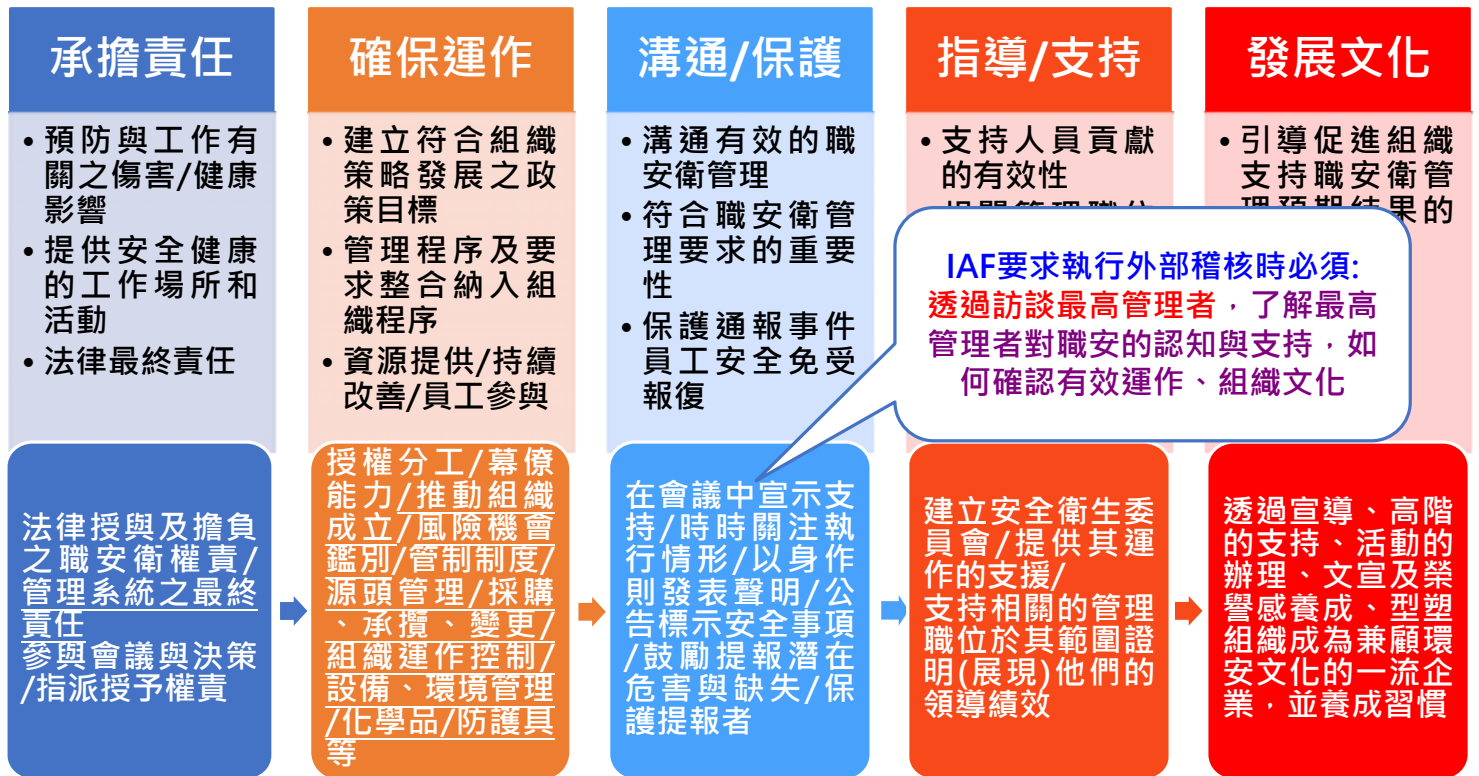 承擔責任
• 預防與工作有
關之傷害/健康
影響
• 提供安全健康
的工作場所和
活動
• 法律最終責任
法律授與及擔負
之職安衛權責/
管理系統之最終
責任
參與會議與決策
/指派授予權責
確保運作
• 建立符合組織
策略發展之政
策目標
• 管理程序及要
求整合納入組
織程序
• 資源提供/持續
改善/員工參與
授權分工/幕僚
能力/推動組織
成立/風險機會
鑑別/管制制度/
源頭管理/採購
、承攬、變更/
組織運作控制/
設備、環境管理
/化學品/防護具
等
溝通/保護
• 溝通有效的職
安衛管理
• 符合職安衛管
理要求的重要
性
• 保護通報事件
員工安全免受
報復
在會議中宣示支
持/時時關注執
行情形/以身作
則發表聲明/公
告標示安全事項
/鼓勵提報潛在
危害與缺失/保
護提報者
指導/支持
• 支持人員貢獻
的有效性
建立安全衛生委
員會/提供其運
作的支援/
支持相關的管理
職位於其範圍證
明(展現)他們的
領導績效
發展文化
• 引導促進組織
支持職安衛管
理預期結果的
透過宣導、高階
的支持、活動的
辦理、文宣及榮
譽感養成、型塑
組織成為兼顧環
安文化的一流企
業，並養成習慣
IAF要求執行外部稽核時必須:
透過訪談最高管理者，了解最高
管理者對職安的認知與支持，如
何確認有效運作、組織文化